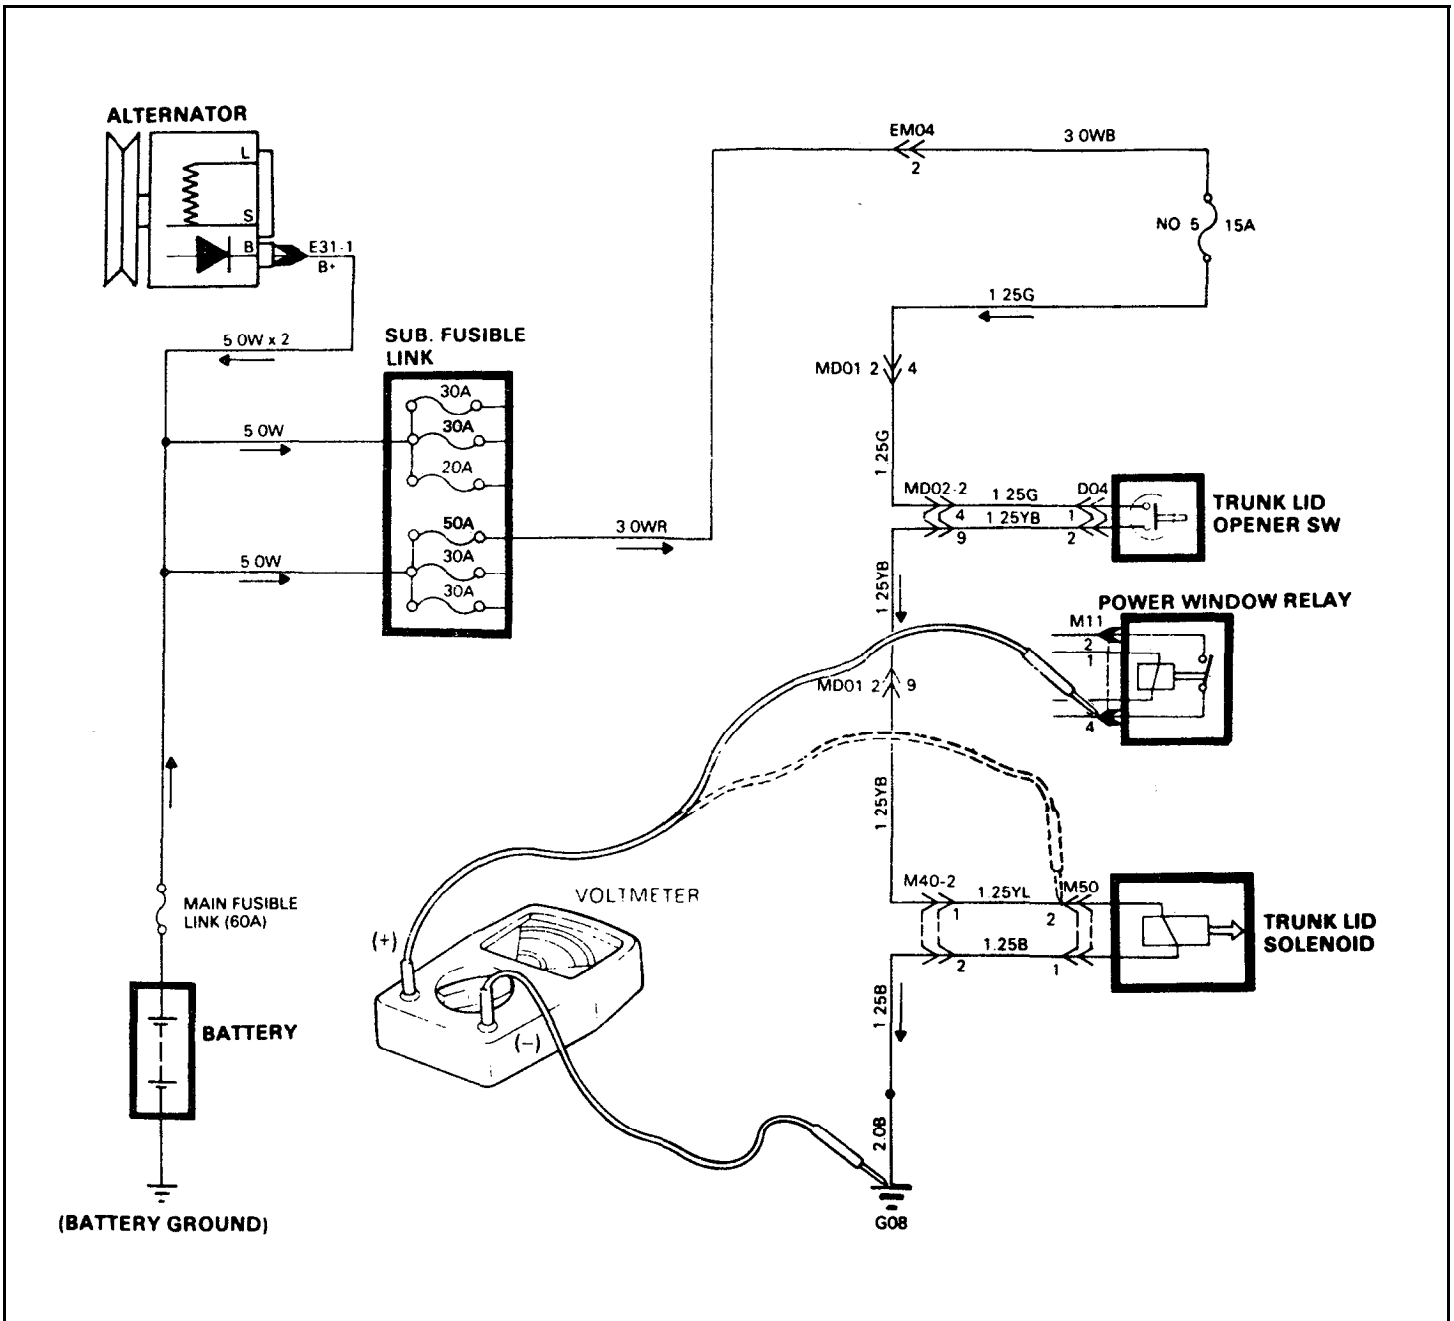 ALTERNATOR
L
S
B
E31-1
B+
5 0W x 2
SUB. FUSIBLE
LINK
30A
30A
20A
50A
30A
30A
5 0W
5 0W
3 0WR
EM04
2
3 0WB
NO 5
15A
1 25G
MD01 2
4
1 25G
MD02-2
1 25G
D04
4
1 25YB
1
9
2
TRUNK LID
OPENER SW
1 25YB
POWER WINDOW RELAY
M11
2
1
4
MD01 2
9
1 25YB
M40-2
1.25YL
M50
1
2
1.25B
2
1
TRUNK LID
SOLENOID
1 25B
2.0B
G08
VOLTMETER
(+)
(−)
MAIN FUSIBLE
LINK (60A)
BATTERY
(BATTERY GROUND)